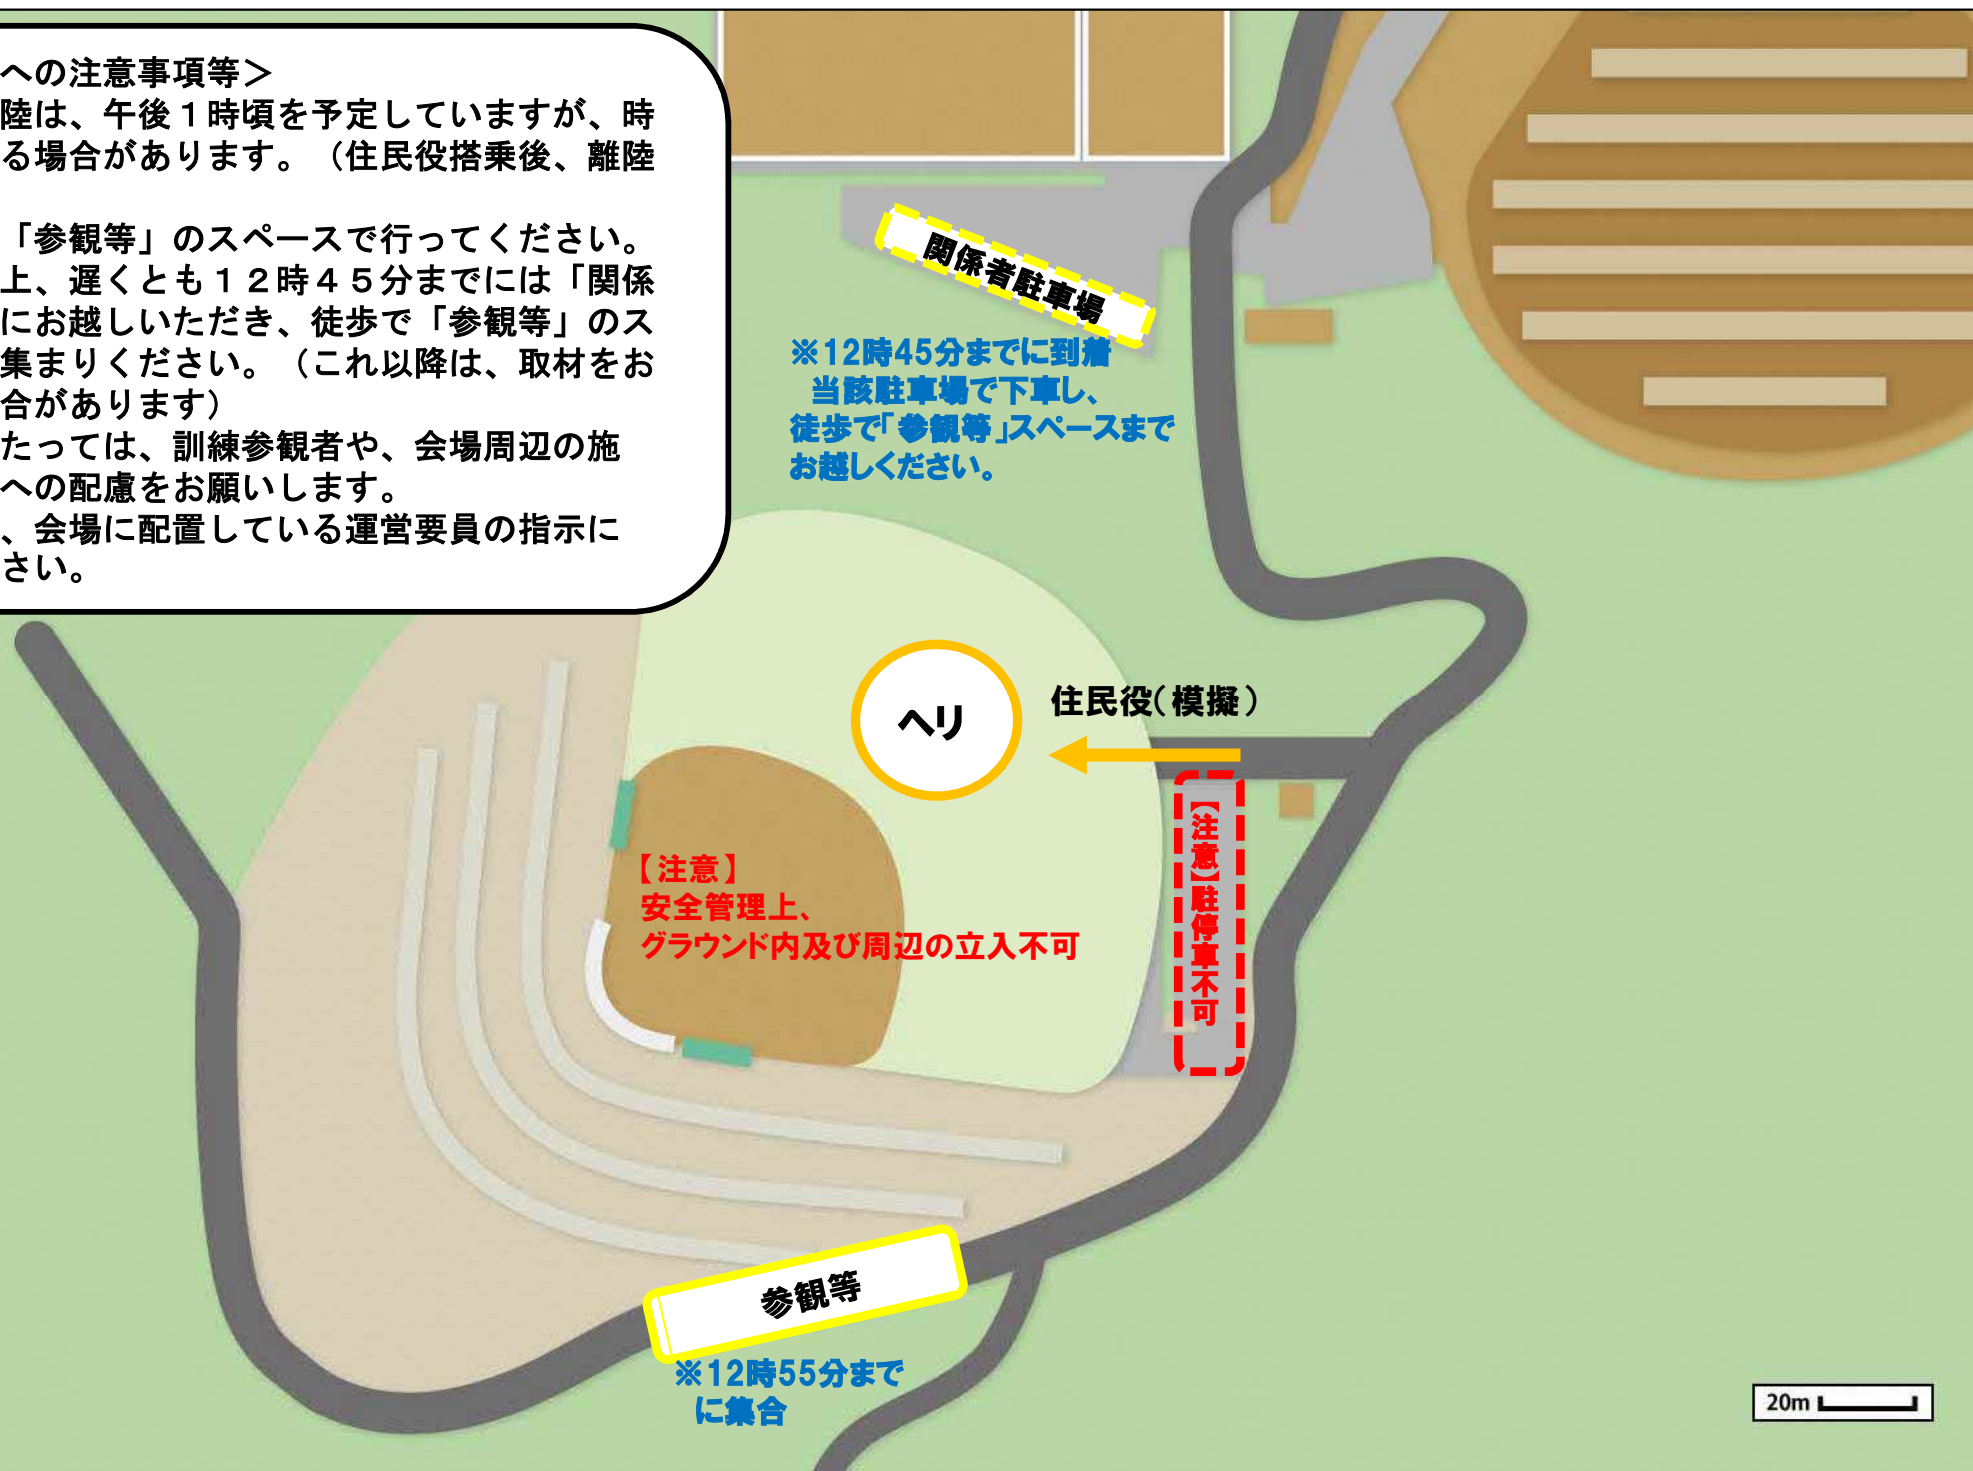 への注意事項等＞
陸は、午後１時頃を予定していますが、時
る場合があります。（住民役搭乗後、離陸
「参観等」のスペースで行ってください。
上、遅くとも１２時４５分までには「関係
にお越しいただき、徒歩で「参観等」のス
集まりください。（これ以降は、取材をお
合があります）
たっては、訓練参観者や、会場周辺の施
への配慮をお願いします。
、会場に配置している運営要員の指示に
さい。
関係者駐車場
※12時45分までに到着
当該駐車場で下車し、
徒歩で「参観等」スペースまで
お越しください。
ヘリ
住民役（模擬）
【注意】駐停車不可
【注意】
安全管理上、
グラウンド内及び周辺の立入不可
参観等
※12時55分まで
に集合
20m